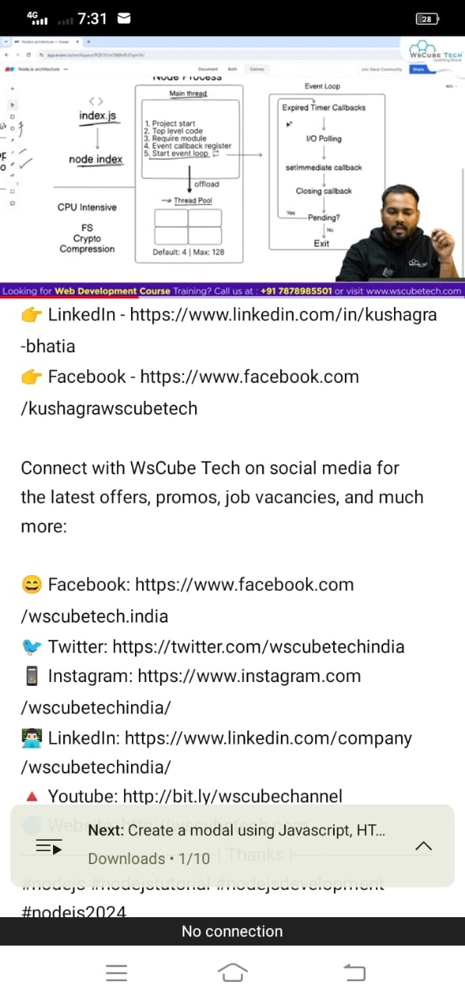 4G 7:31 28
WsCube Tech
Node.js architecture
Document Both Canvas
Share
Node Process
Main thread
index.js
node index
1. Project start
2. Top level code
3. Require module
4. Event callback register
5. Start event loop
offload
Thread Pool
Default: 4 | Max: 128
CPU Intensive
FS
Crypto
Compression
Event Loop
Expired Timer Callbacks
I/O Polling
setImmediate callback
Closing callback
Yes
Pending?
No
Exit
Looking for Web Development Course Training? Call us at : +91 7878985501 or visit www.wscubetech.com
👉 LinkedIn - https://www.linkedin.com/in/kushagra
-bhatia
👉 Facebook - https://www.facebook.com
/kushagrawscubetech
Connect with WsCube Tech on social media for
the latest offers, promos, job vacancies, and much
more:
😄 Facebook: https://www.facebook.com
/wscubetech.india
🐦 Twitter: https://twitter.com/wscubetechindia
📱 Instagram: https://www.instagram.com
/wscubetechindia/
👨🏻‍💻 LinkedIn: https://www.linkedin.com/company
/wscubetechindia/
🔺 Youtube: http://bit.ly/wscubechannel
Next: Create a modal using Javascript, HT...
Downloads • 1/10
| Thanks |
#nodejs #nodejstutorial #nodejsdevelopment
#nodejs2024
No connection